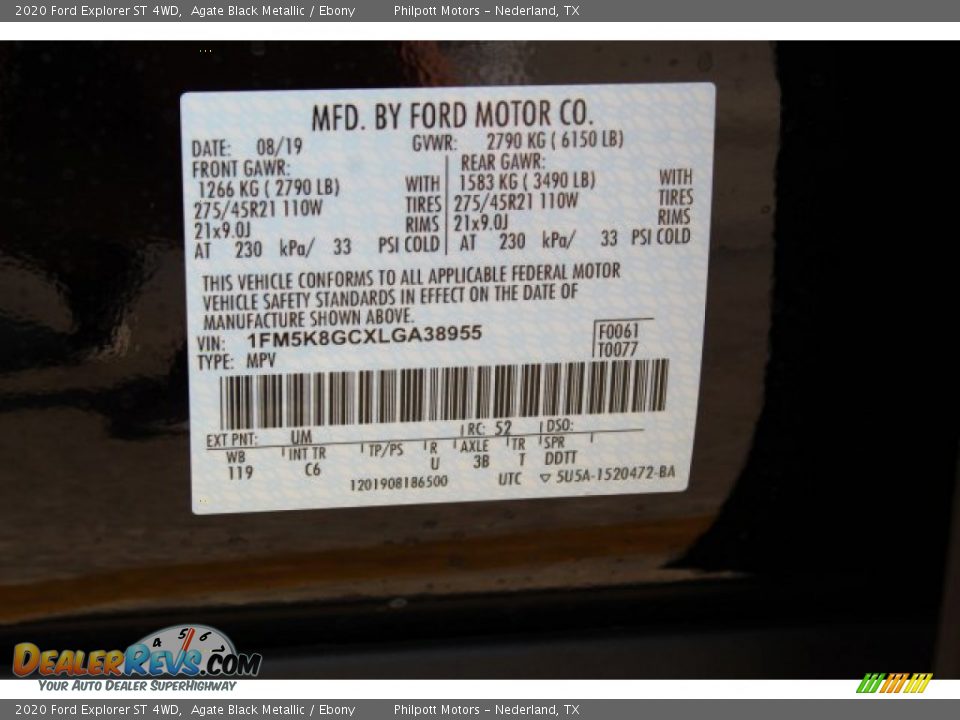 2020 Ford Explorer ST 4WD, Agate Black Metallic / Ebony Philpott Motors - Nederland, TX
MFD. BY FORD MOTOR CO.
DATE: 08/19 GVWR: 2790 KG ( 6150 LB)
FRONT GAWR: REAR GAWR:
1266 KG ( 2790 LB) WITH 1583 KG ( 3490 LB) WITH
275/45R21 110W TIRES 275/45R21 110W TIRES
21x9.0J RIMS 21x9.0J RIMS
AT 230 kPa/ 33 PSI COLD AT 230 kPa/ 33 PSI COLD
THIS VEHICLE CONFORMS TO ALL APPLICABLE FEDERAL MOTOR
VEHICLE SAFETY STANDARDS IN EFFECT ON THE DATE OF
MANUFACTURE SHOWN ABOVE.
VIN: 1FM5K8GCXLGA38955 F0061
TYPE: MPV T0077
EXT PNT: UM RC: 52 DSO:
WB INT TR TP/PS R AXLE TR SPR
119 C6 U 3B T DDTT
1201908186500 UTC ▽ 5U5A-1520472-BA
4 5 6
DEALERREVS.COM
YOUR AUTO DEALER SUPERHIGHWAY
2020 Ford Explorer ST 4WD, Agate Black Metallic / Ebony Philpott Motors - Nederland, TX